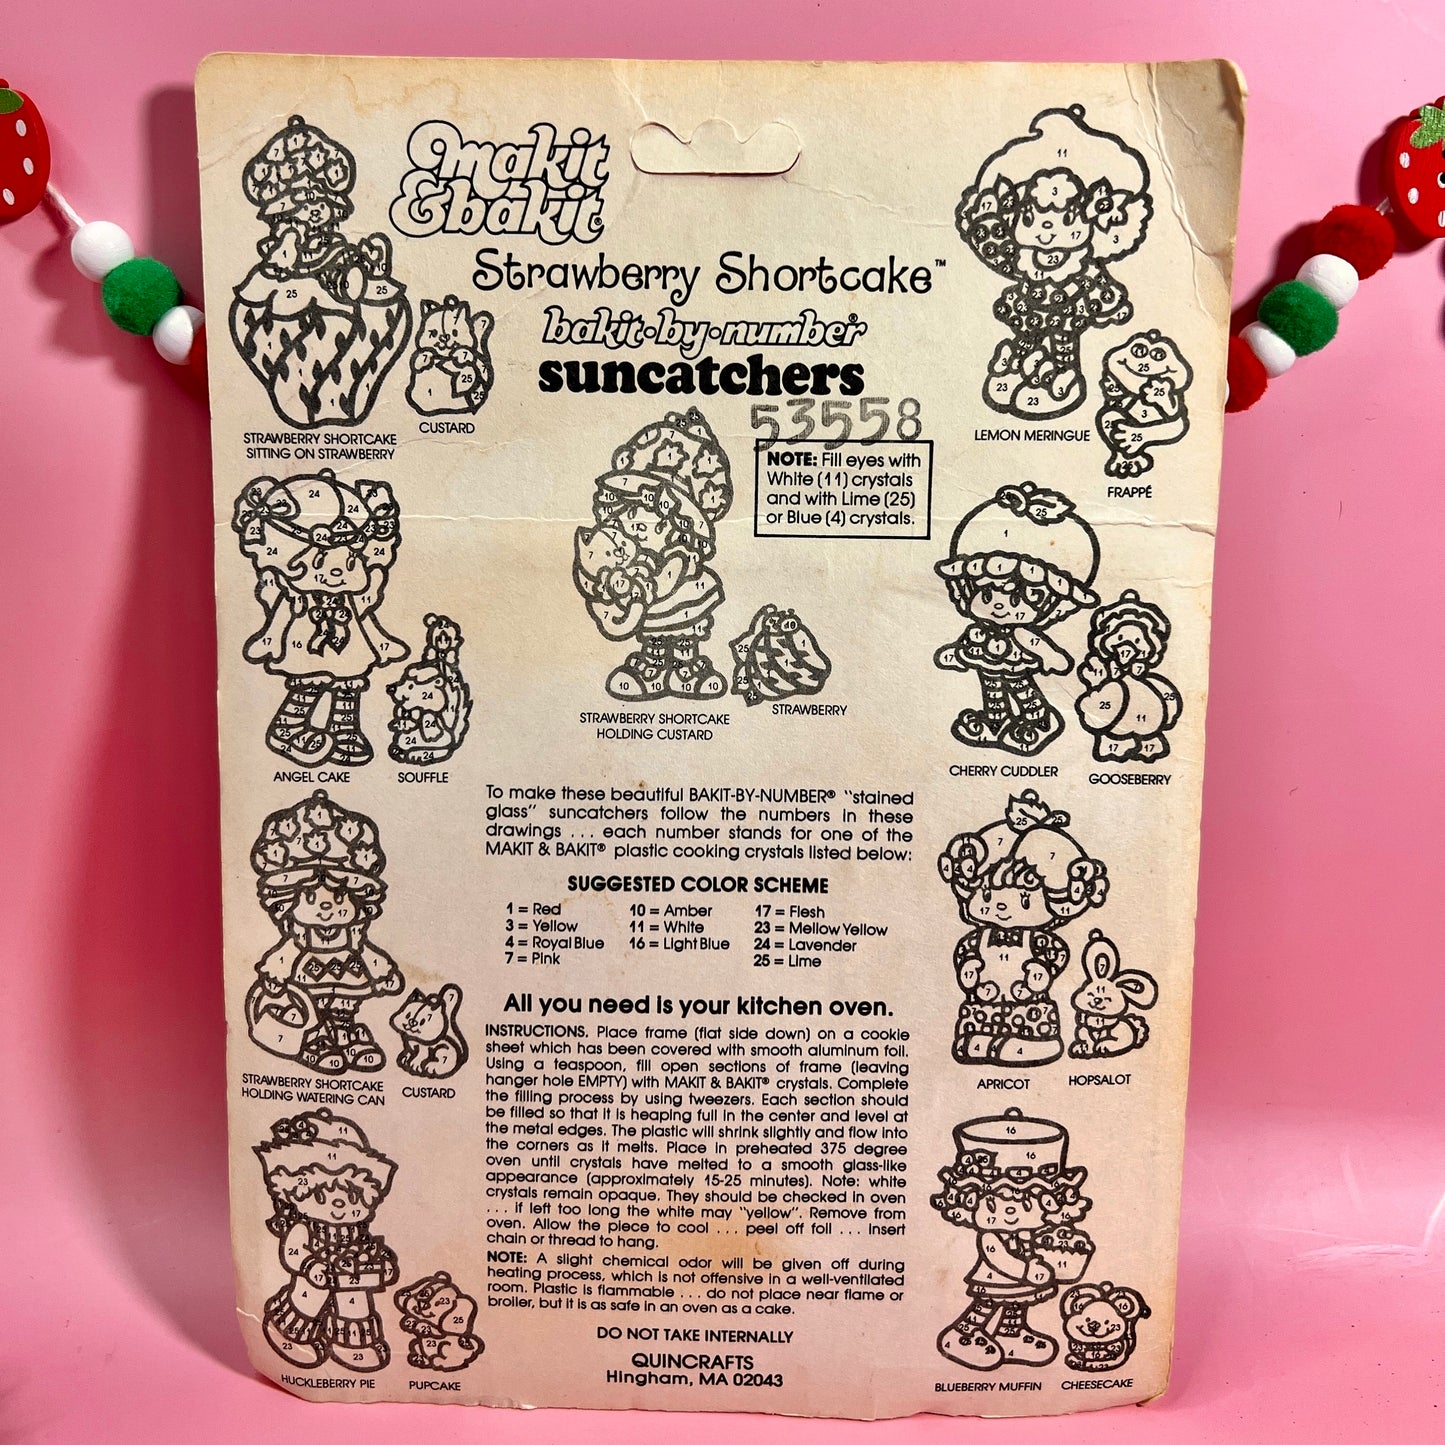 makit
& bakit®
Strawberry Shortcake™
bakit·by·number®
suncatchers
53558
NOTE: Fill eyes with
White (11) crystals
and with Lime (25)
or Blue (4) crystals.
STRAWBERRY SHORTCAKE
SITTING ON STRAWBERRY
CUSTARD
LEMON MERINGUE
FRAPPÉ
ANGEL CAKE
SOUFFLE
STRAWBERRY SHORTCAKE
HOLDING CUSTARD
STRAWBERRY
CHERRY CUDDLER
GOOSEBERRY
STRAWBERRY SHORTCAKE
HOLDING WATERING CAN
CUSTARD
APRICOT
HOPSALOT
HUCKLEBERRY PIE
PUPCAKE
BLUEBERRY MUFFIN
CHEESECAKE
To make these beautiful BAKIT-BY-NUMBER® "stained
glass" suncatchers follow the numbers in these
drawings ... each number stands for one of the
MAKIT & BAKIT® plastic cooking crystals listed below:
SUGGESTED COLOR SCHEME
1 = Red
3 = Yellow
4 = Royal Blue
7 = Pink
10 = Amber
11 = White
16 = Light Blue
17 = Flesh
23 = Mellow Yellow
24 = Lavender
25 = Lime
All you need is your kitchen oven.
INSTRUCTIONS. Place frame (flat side down) on a cookie
sheet which has been covered with smooth aluminum foil.
Using a teaspoon, fill open sections of frame (leaving
hanger hole EMPTY) with MAKIT & BAKIT® crystals. Complete
the filling process by using tweezers. Each section should
be filled so that it is heaping full in the center and level at
the metal edges. The plastic will shrink slightly and flow into
the corners as it melts. Place in preheated 375 degree
oven until crystals have melted to a smooth glass-like
appearance (approximately 15-25 minutes). Note: white
crystals remain opaque. They should be checked in oven
... if left too long the white may "yellow". Remove from
oven. Allow the piece to cool ... peel off foil ... insert
chain or thread to hang.
NOTE: A slight chemical odor will be given off during
heating process, which is not offensive in a well-ventilated
room. Plastic is flammable ... do not place near flame or
broiler, but it is as safe in an oven as a cake.
DO NOT TAKE INTERNALLY
QUINCRAFTS
Hingham, MA 02043